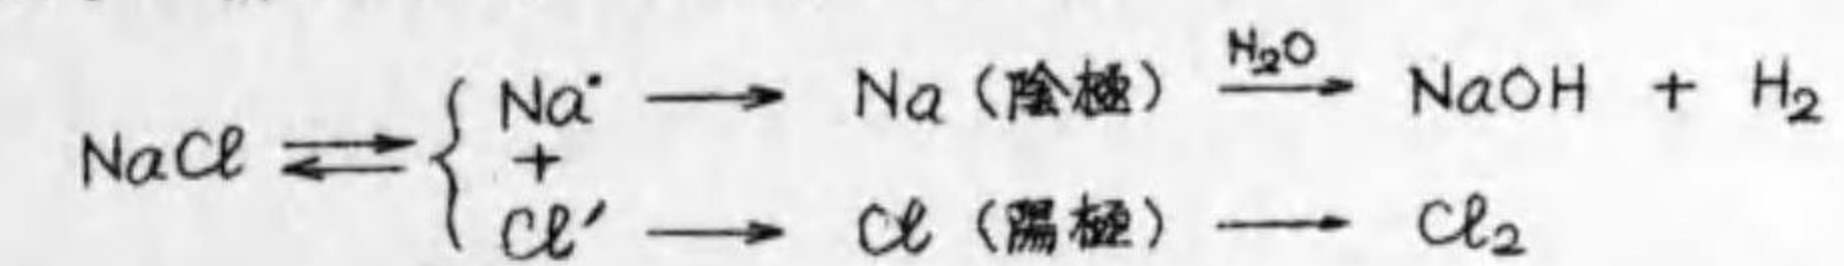 H₂O
Na˙ ⟶ Na (陰極) ⟶ NaOH + H₂
NaCl ⇌ { +
Cl′ ⟶ Cl (陽極) ⟶ Cl₂